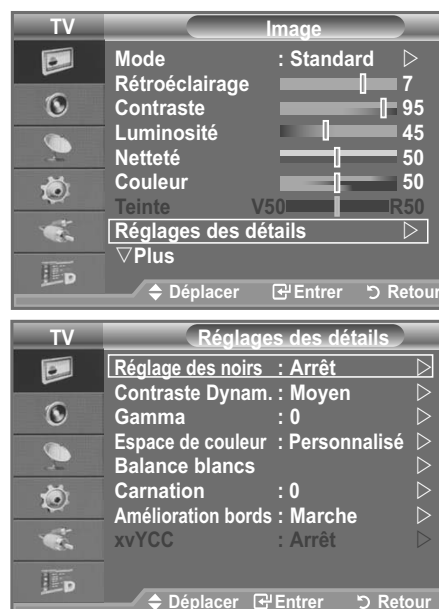 TV Image
Mode : Standard ▷
Rétroéclairage 7
Contraste 95
Luminosité 45
Netteté 50
Couleur 50
Teinte V50 R50
Réglages des détails ▷
▽Plus
Déplacer Entrer Retour
TV Réglages des détails
Réglage des noirs : Arrêt ▷
Contraste Dynam. : Moyen ▷
Gamma : 0 ▷
Espace de couleur : Personnalisé ▷
Balance blancs ▷
Carnation : 0 ▷
Amélioration bords : Marche ▷
xvYCC : Arrêt ▷
Déplacer Entrer Retour